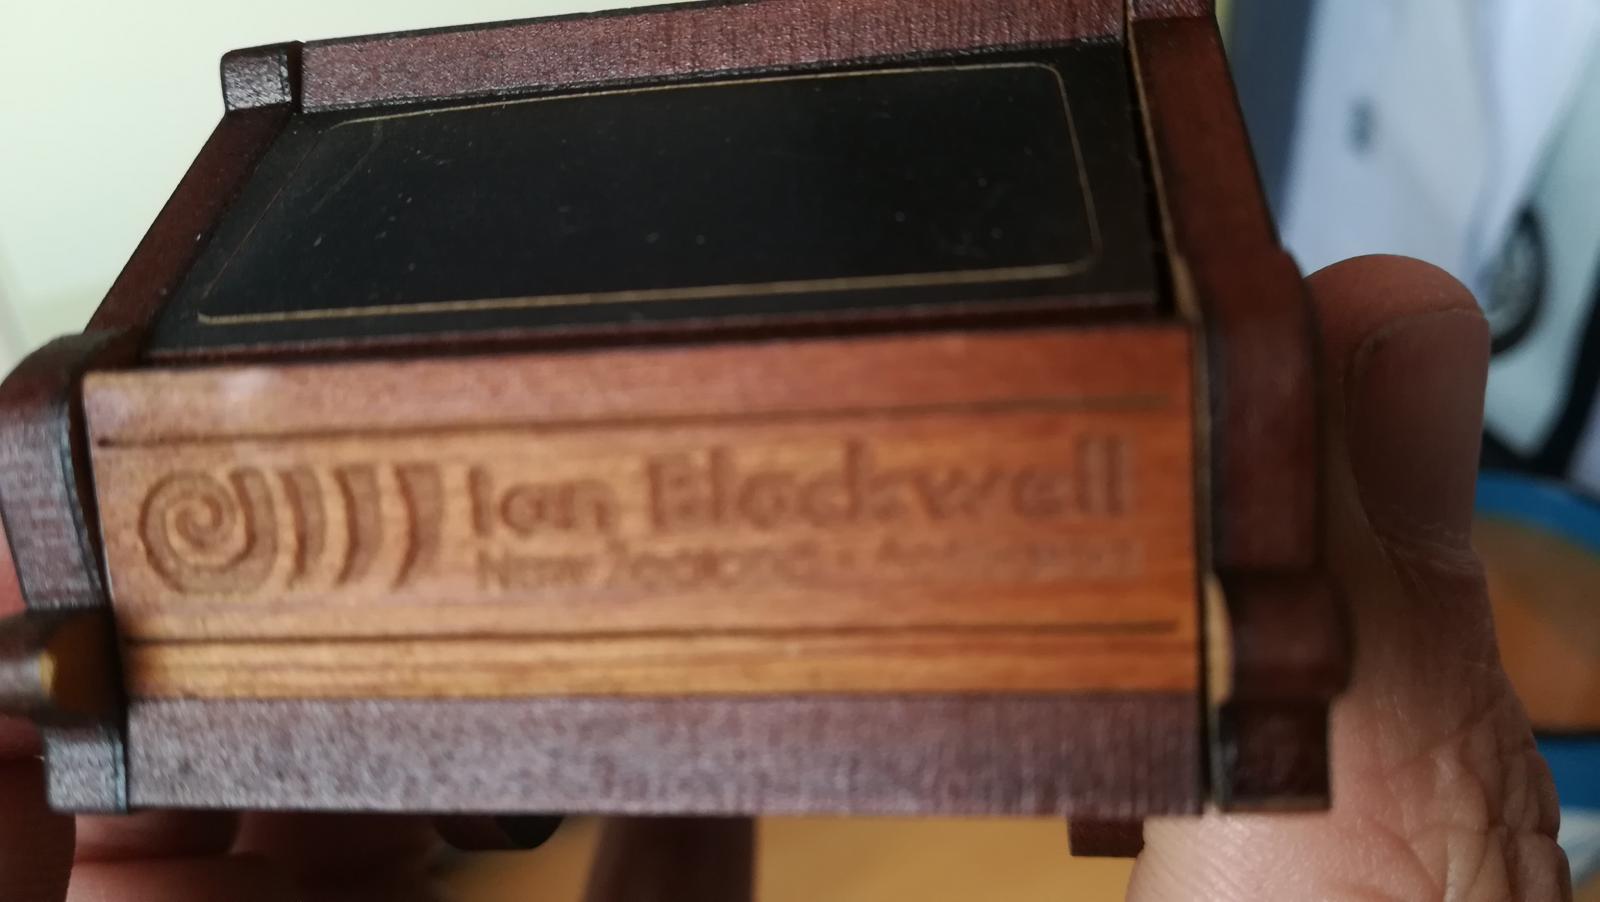 Ian Blackwell
New Zealand •